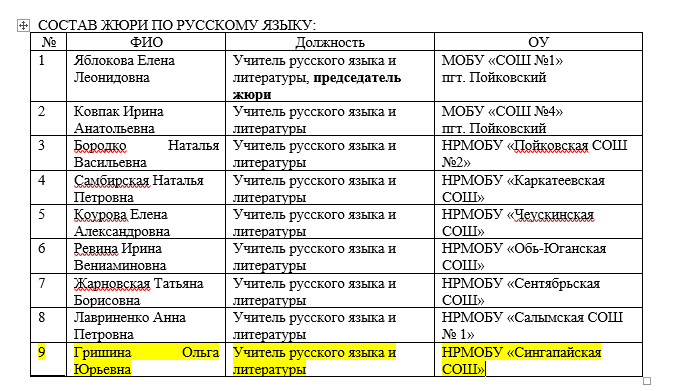 СОСТАВ ЖЮРИ ПО РУССКОМУ ЯЗЫКУ:
№ ФИО Должность ОУ
1 Яблокова Елена Учитель русского языка и МОБУ «СОШ №1»
Леонидовна литературы, председатель пгт. Пойковский
жюри
2 Ковпак Ирина Учитель русского языка и МОБУ «СОШ №4»
Анатольевна литературы пгт. Пойковский
3 Бородко Наталья Учитель русского языка и НРМОБУ «Пойковская СОШ
Васильевна литературы №2»
4 Самбирская Наталья Учитель русского языка и НРМОБУ «Каркатеевская
Петровна литературы СОШ»
5 Коурова Елена Учитель русского языка и НРМОБУ «Чеускинская
Александровна литературы СОШ»
6 Ревина Ирина Учитель русского языка и НРМОБУ «Обь-Юганская
Вениаминовна литературы СОШ»
7 Жарновская Татьяна Учитель русского языка и НРМОБУ «Сентябрьская
Борисовна литературы СОШ»
8 Лавриненко Анна Учитель русского языка и НРМОБУ «Салымская СОШ
Петровна литературы № 1»
9 Гришина Ольга Учитель русского языка и НРМОБУ «Сингапайская
Юрьевна литературы СОШ»